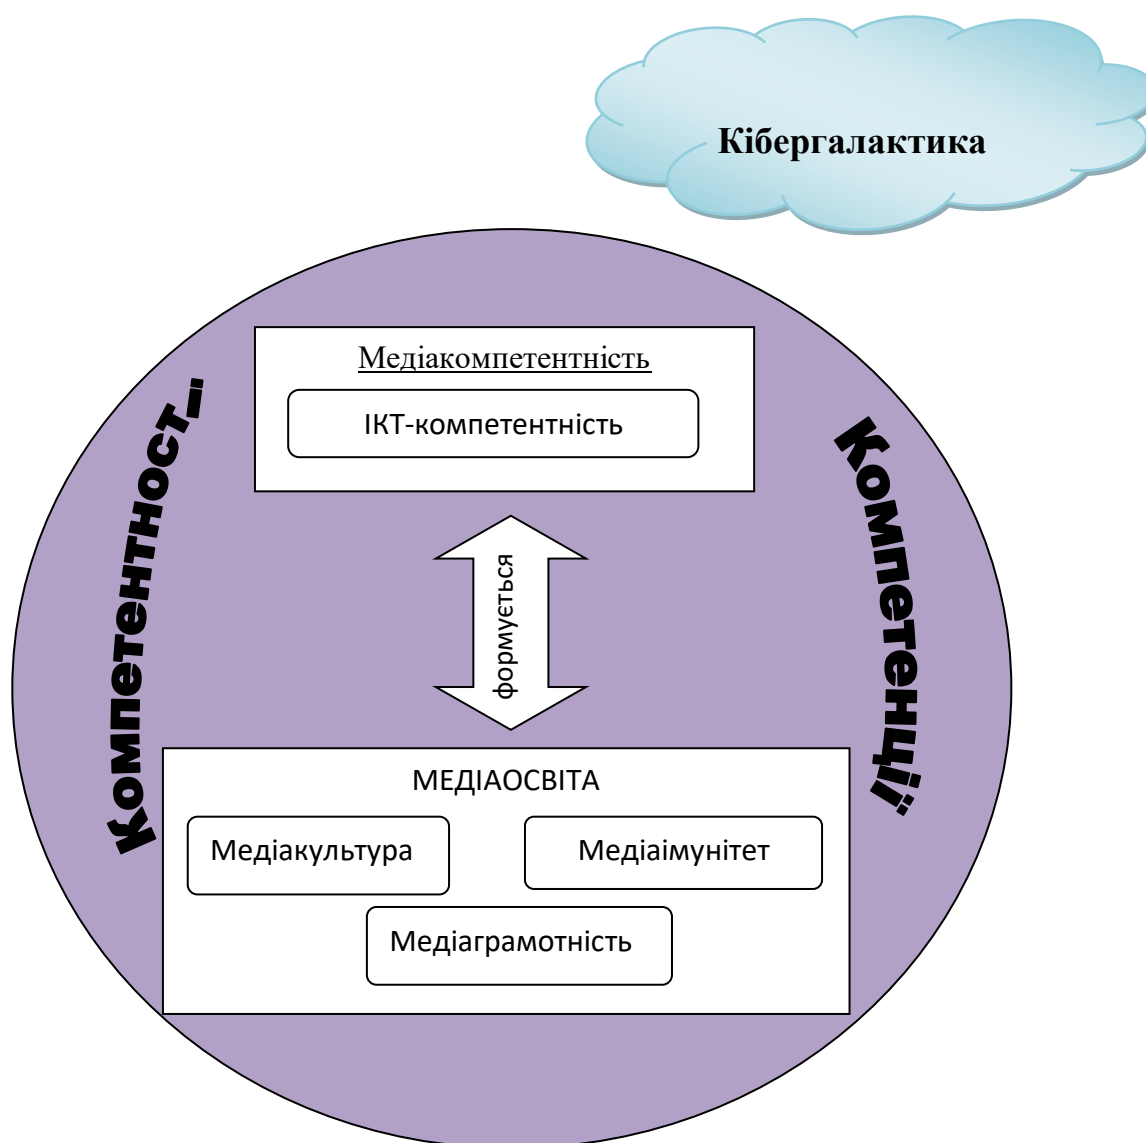 Кібергалактика
Медіакомпетентність
ІКТ-компетентність
Компетентност...
Компетенції
формується
МЕДІАОСВІТА
Медіакультура
Медіаімунітет
Медіаграмотність